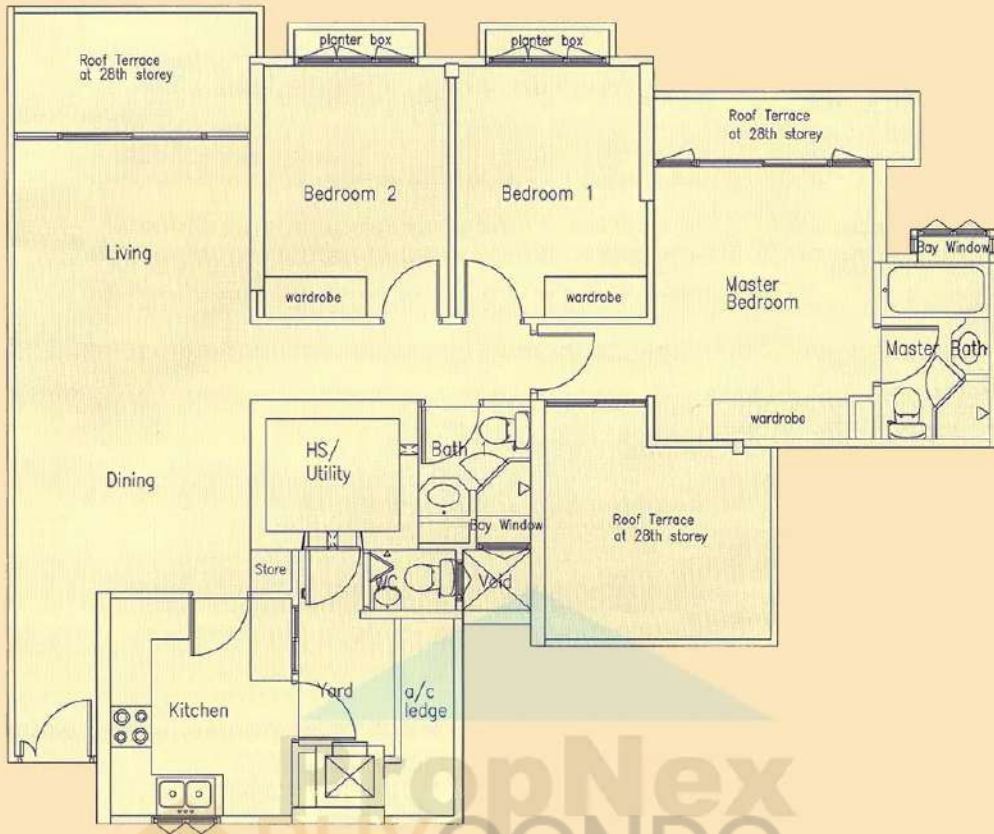 planter box
planter box
Roof Terrace
at 28th storey
Roof Terrace
at 28th storey
Bedroom 2
Bedroom 1
Living
Bay Window
Master
Bedroom
wardrobe
wardrobe
Master Bath
wardrobe
HS/
Utility
Bath 1
Dining
Bay Window
Roof Terrace
at 28th storey
Store
WC
Void
Yard
a/c
ledge
Kitchen
PropNex
BUYCONDO